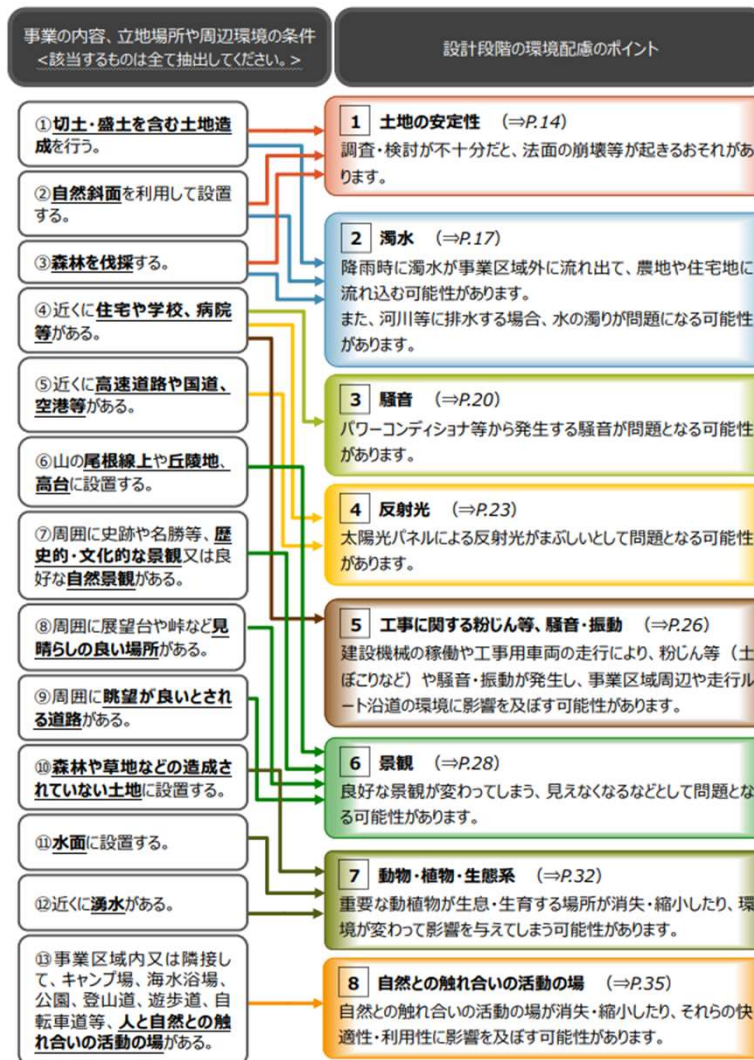 事業の内容、立地場所や周辺環境の条件
<該当するものは全て抽出してください。>
①切土・盛土を含む土地造
成を行う。
②自然斜面を利用して設置
する。
③森林を伐採する。
④近くに住宅や学校、病院
等がある。
⑤近くに高速道路や国道、
空港等がある。
⑥山の尾根線上や丘陵地、
高台に設置する。
⑦周囲に史跡や名勝等、歴
史的・文化的な景観又は良
好な自然景観がある。
⑧周囲に展望台や峠など見
晴らしの良い場所がある。
⑨周囲に眺望が良いとされ
る道路がある。
⑩森林や草地などの造成さ
れていない土地に設置する。
⑪水面に設置する。
⑫近くに湧水がある。
⑬事業区域内又は隣接し
て、キャンプ場、海水浴場、
公園、登山道、遊歩道、自
転車道等、人と自然との触
れ合いの活動の場がある。
設計段階の環境配慮のポイント
1 土地の安定性 (⇒P.14)
調査・検討が不十分だと、法面の崩壊等が起きるおそれがあ
ります。
2 濁水 (⇒P.17)
降雨時に濁水が事業区域外に流れ出て、農地や住宅地に
流れ込む可能性があります。
また、河川等に排水する場合、水の濁りが問題になる可能性
があります。
3 騒音 (⇒P.20)
パワーコンディショナ等から発生する騒音が問題となる可能性
があります。
4 反射光 (⇒P.23)
太陽光パネルによる反射光がまぶしいとして問題となる可能性
があります。
5 工事に関する粉じん等、騒音・振動 (⇒P.26)
建設機械の稼働や工事用車両の走行により、粉じん等(土
ぼこりなど)や騒音・振動が発生し、事業区域周辺や走行ル
ート沿道の環境に影響を及ぼす可能性があります。
6 景観 (⇒P.28)
良好な景観が変わってしまう、見えなくなるなどとして問題とな
る可能性があります。
7 動物・植物・生態系 (⇒P.32)
重要な動植物が生息・生育する場所が消失・縮小したり、環
境が変わって影響を与えてしまう可能性があります。
8 自然との触れ合いの活動の場 (⇒P.35)
自然との触れ合いの活動の場が消失・縮小したり、それらの快
適性・利用性に影響を及ぼす可能性があります。